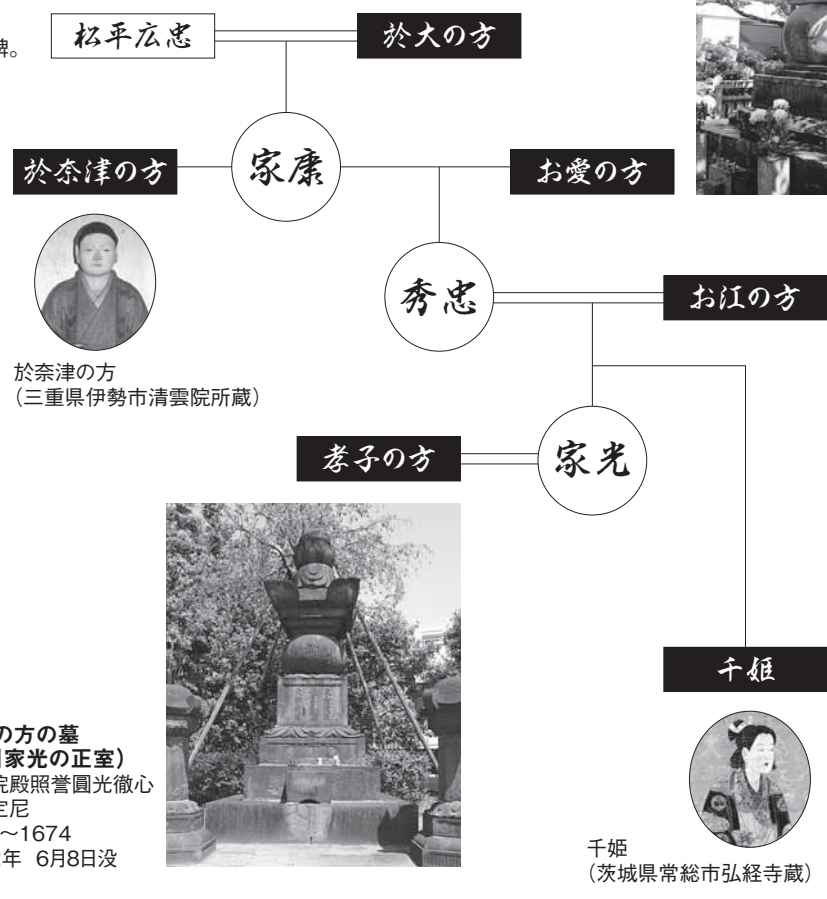 碑。
松平広忠
於大の方
於奈津の方
家康
お愛の方
秀忠
お江の方
於奈津の方
（三重県伊勢市清雲院所蔵）
孝子の方
家光
千姫
の方の墓
家光の正室）
院殿照誉圓光徹心
定尼
～1674
年 6月8日没
千姫
（茨城県常総市弘経寺蔵）